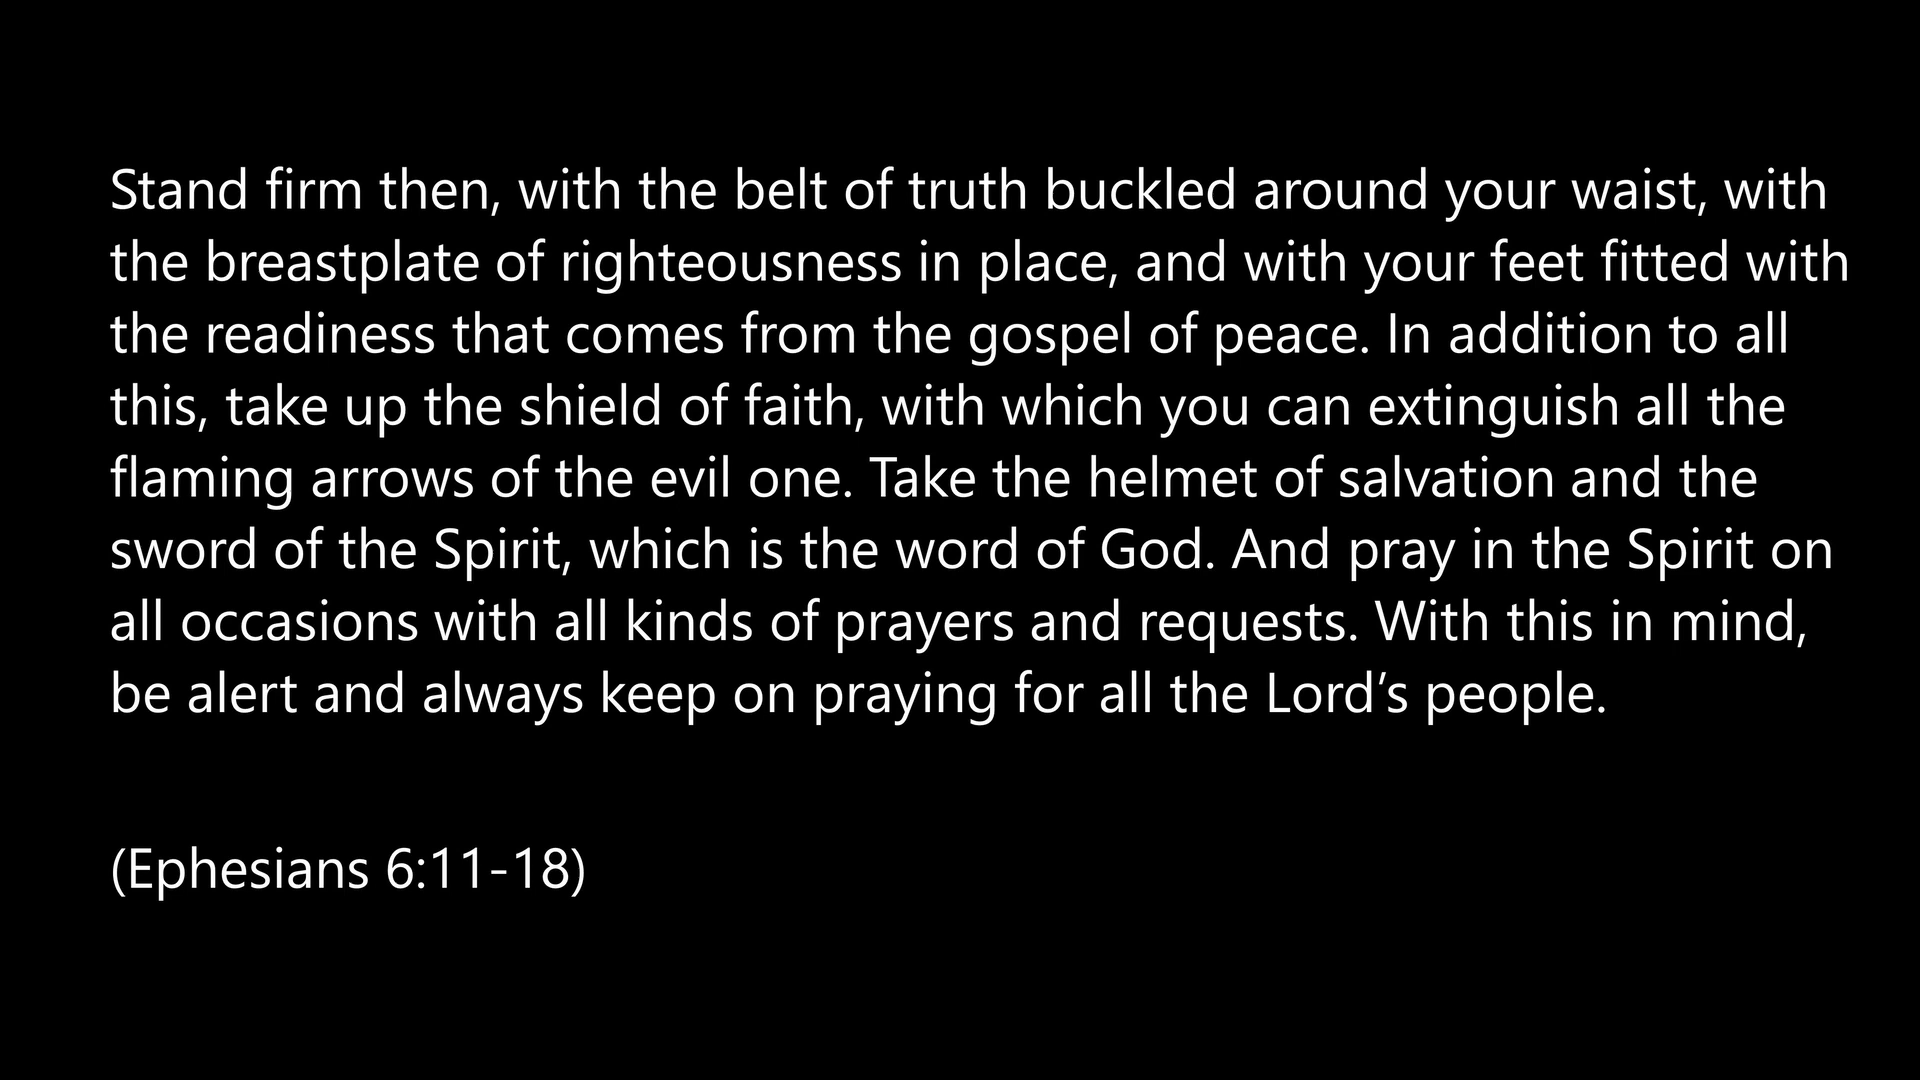 Stand firm then, with the belt of truth buckled around your waist, with
the breastplate of righteousness in place, and with your feet fitted with
the readiness that comes from the gospel of peace. In addition to all
this, take up the shield of faith, with which you can extinguish all the
flaming arrows of the evil one. Take the helmet of salvation and the
sword of the Spirit, which is the word of God. And pray in the Spirit on
all occasions with all kinds of prayers and requests. With this in mind,
be alert and always keep on praying for all the Lord’s people.
(Ephesians 6:11-18)